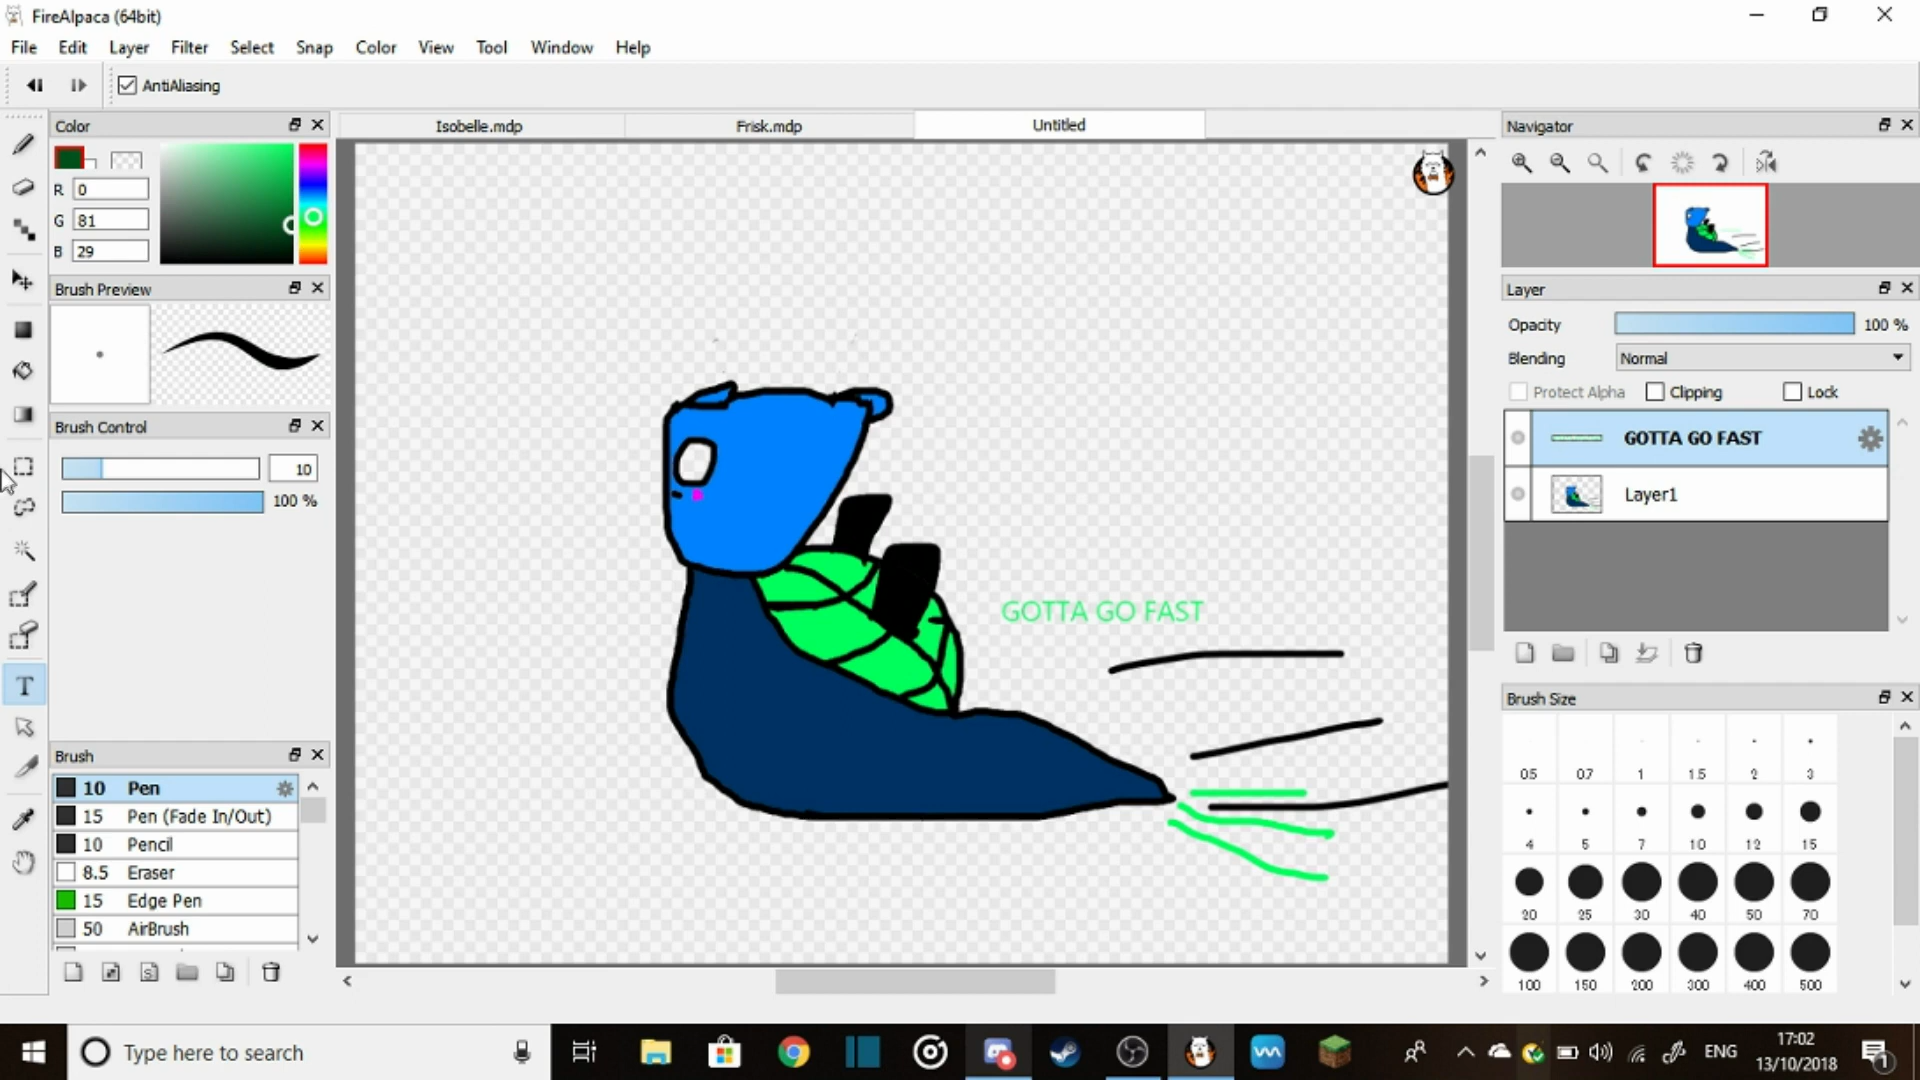 FireAlpaca (64bit)
File Edit Layer Filter Select Snap Color View Tool Window Help
AntiAliasing
Color
Isobelle.mdp Frisk.mdp Untitled
Navigator
R 0
G 81
B 29
Brush Preview
Layer
Opacity 100 %
Blending Normal
Protect Alpha Clipping Lock
Brush Control
10
100 %
GOTTA GO FAST
Layer1
GOTTA GO FAST
T
Brush Size
0.5 0.7 1 1.5 2 3
4 5 7 10 12 15
20 25 30 40 50 70
100 150 200 300 400 500
Brush
10 Pen
15 Pen (Fade In/Out)
10 Pencil
8.5 Eraser
15 Edge Pen
50 AirBrush
Type here to search
ENG
17:02
13/10/2018
1